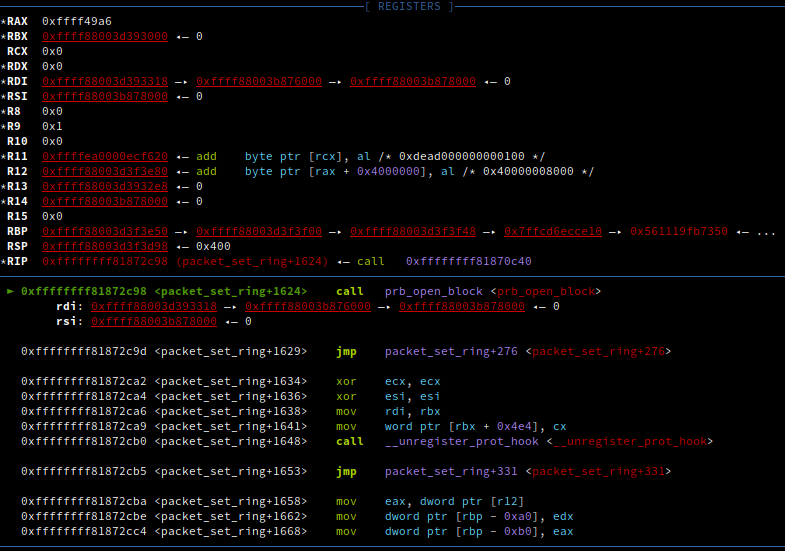 [ REGISTERS ]
*RAX  0xffff49a6
*RBX  0xffff88003d393000 ◂— 0
RCX  0x0
*RDX  0x0
*RDI  0xffff88003d393318 —▸ 0xffff88003b876000 —▸ 0xffff88003b878000 ◂— 0
*RSI  0xffff88003b878000 ◂— 0
*R8   0x0
*R9   0x1
R10  0x0
*R11  0xffffea0000ecf620 ◂— add    byte ptr [rcx], al /* 0xdead000000000100 */
*R12  0xffff88003d3f3e80 ◂— add    byte ptr [rax + 0x4000000], al /* 0x40000008000 */
*R13  0xffff88003d3932e8 ◂— 0
*R14  0xffff88003b878000 ◂— 0
R15  0x0
RBP  0xffff88003d3f3e50 —▸ 0xffff88003d3f3f00 —▸ 0xffff88003d3f3f48 —▸ 0x7ffcd6ecce10 —▸ 0x561119fb7350 ◂— ...
RSP  0xffff88003d3f3d98 ◂— 0x400
*RIP  0xffffffff81872c98 (packet_set_ring+1624) ◂— call   0xffffffff81870c40
► 0xffffffff81872c98 <packet_set_ring+1624>    call   prb_open_block <prb_open_block>
rdi: 0xffff88003d393318 —▸ 0xffff88003b876000 —▸ 0xffff88003b878000 ◂— 0
rsi: 0xffff88003b878000 ◂— 0
0xffffffff81872c9d <packet_set_ring+1629>    jmp    packet_set_ring+276 <packet_set_ring+276>
0xffffffff81872ca2 <packet_set_ring+1634>    xor    ecx, ecx
0xffffffff81872ca4 <packet_set_ring+1636>    xor    esi, esi
0xffffffff81872ca6 <packet_set_ring+1638>    mov    rdi, rbx
0xffffffff81872ca9 <packet_set_ring+1641>    mov    word ptr [rbx + 0x4e4], cx
0xffffffff81872cb0 <packet_set_ring+1648>    call   __unregister_prot_hook <__unregister_prot_hook>
0xffffffff81872cb5 <packet_set_ring+1653>    jmp    packet_set_ring+331 <packet_set_ring+331>
0xffffffff81872cba <packet_set_ring+1658>    mov    eax, dword ptr [r12]
0xffffffff81872cbe <packet_set_ring+1662>    mov    dword ptr [rbp - 0xa0], edx
0xffffffff81872cc4 <packet_set_ring+1668>    mov    dword ptr [rbp - 0xb0], eax